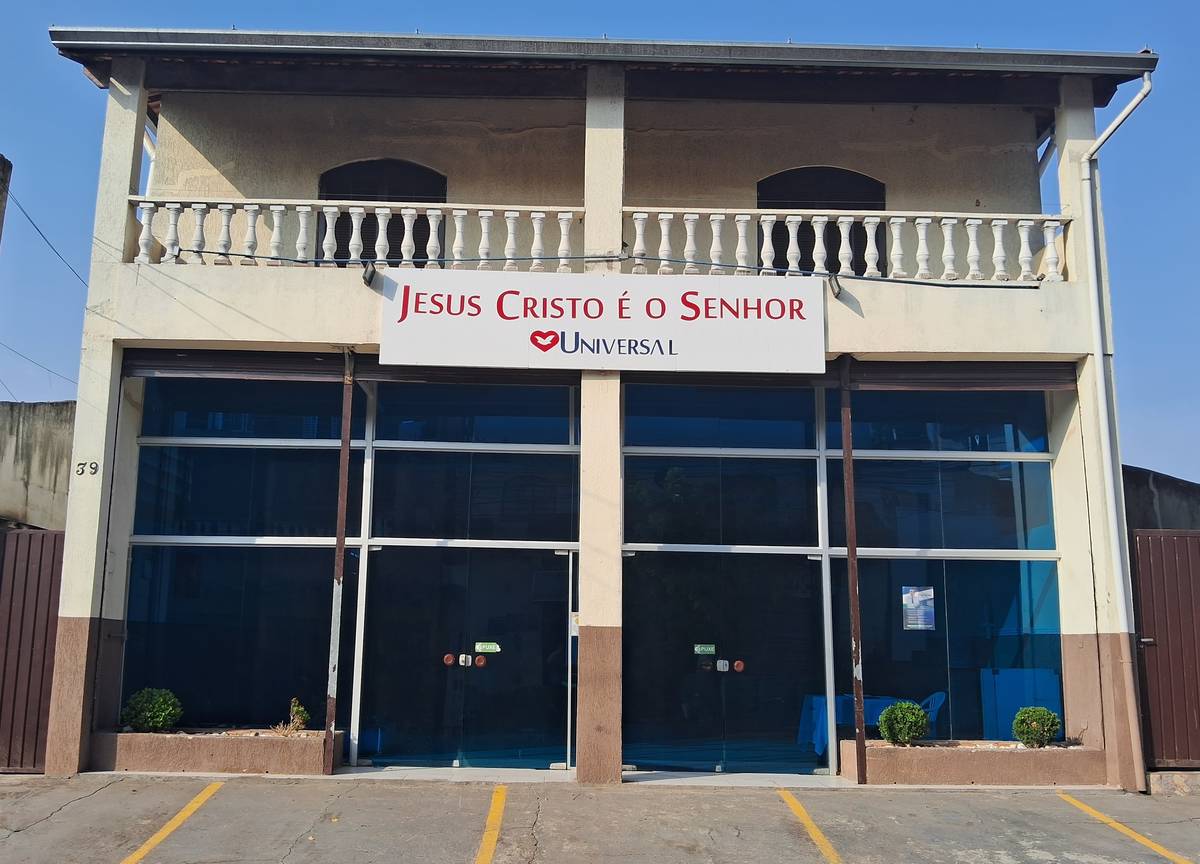 JESUS CRISTO É O SENHOR
UNIVERSAL
39
PUXE
PUXE